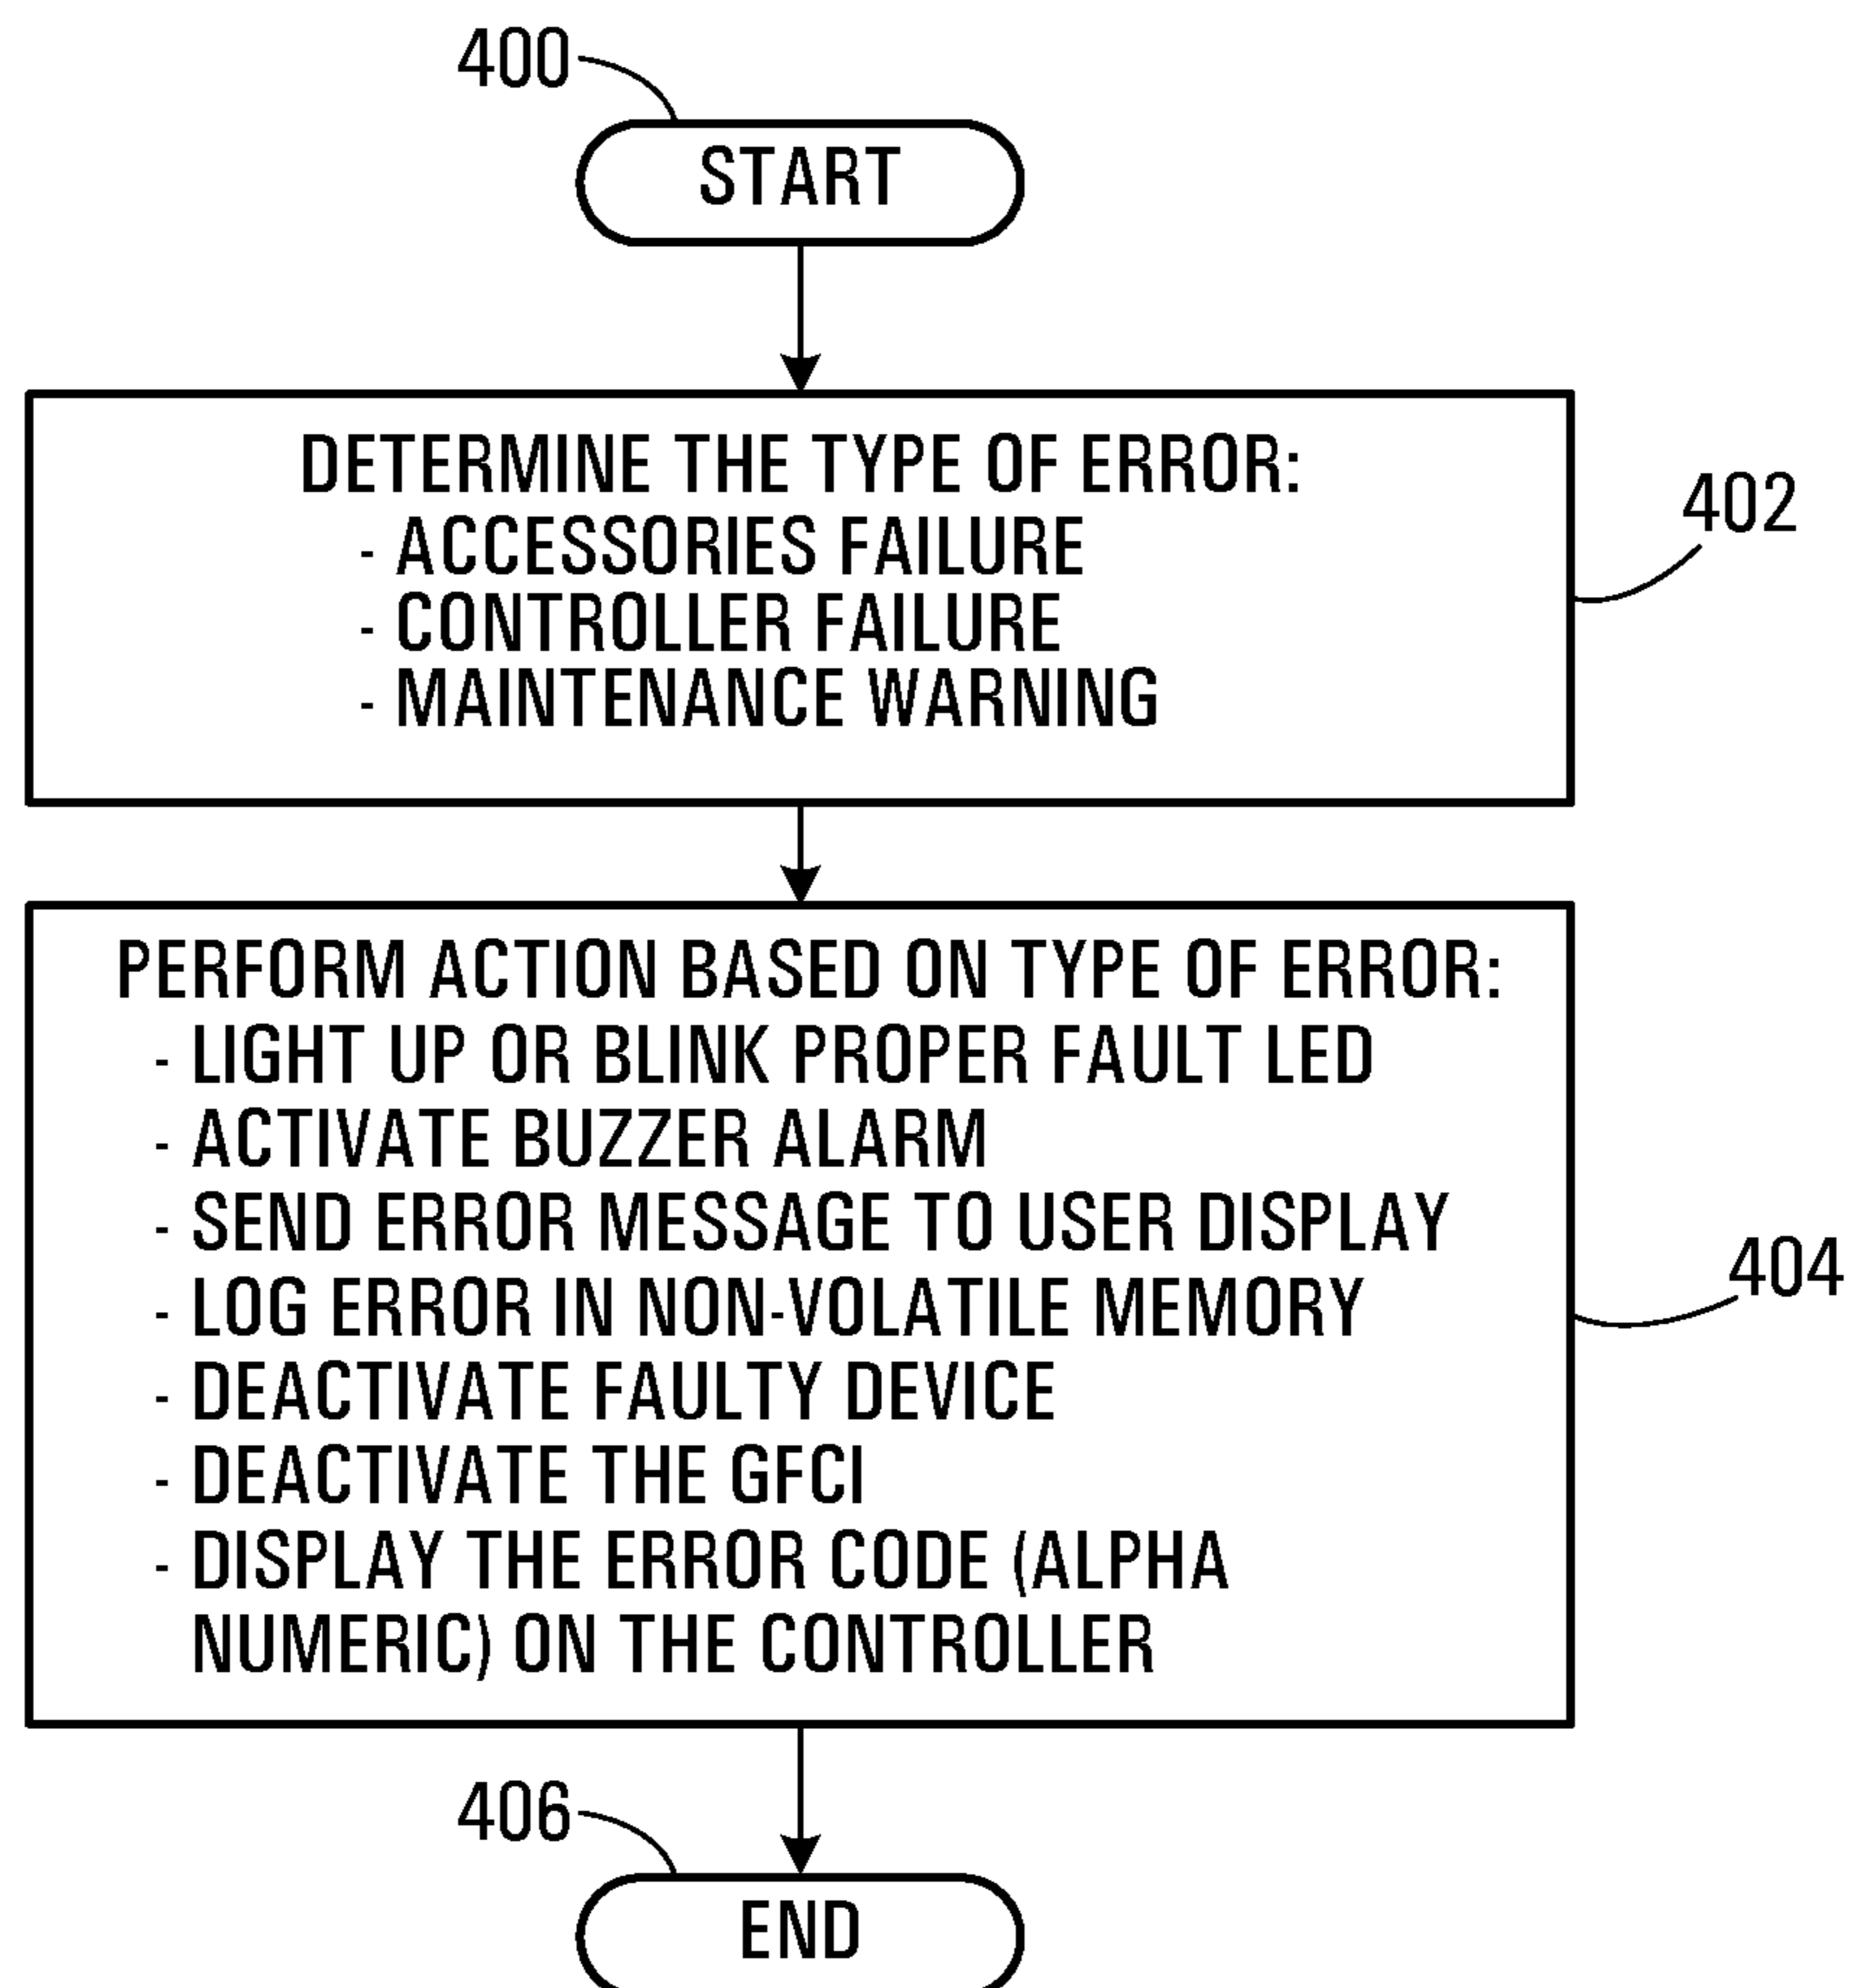 400
START
DETERMINE THE TYPE OF ERROR:
- ACCESSORIES FAILURE
- CONTROLLER FAILURE
- MAINTENANCE WARNING
402
PERFORM ACTION BASED ON TYPE OF ERROR:
- LIGHT UP OR BLINK PROPER FAULT LED
- ACTIVATE BUZZER ALARM
- SEND ERROR MESSAGE TO USER DISPLAY
- LOG ERROR IN NON-VOLATILE MEMORY
- DEACTIVATE FAULTY DEVICE
- DEACTIVATE THE GFCI
- DISPLAY THE ERROR CODE (ALPHA
NUMERIC) ON THE CONTROLLER
404
406
END